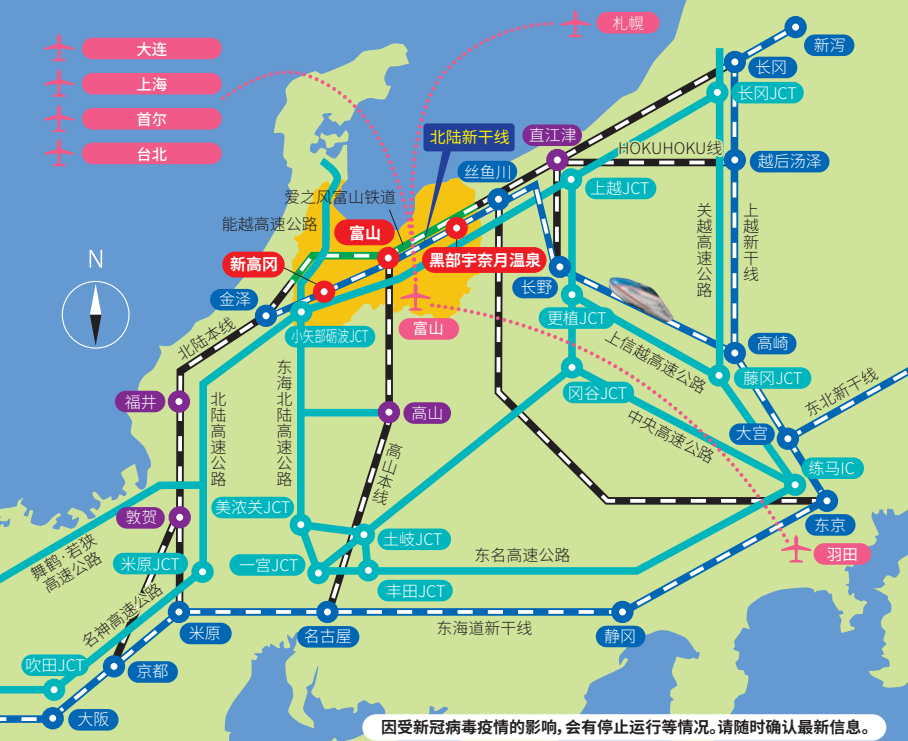 札幌
大连
上海
首尔
台北
新泻
长冈
长冈JCT
北陆新干线
直江津
HOKUHOKU线
越后汤泽
丝鱼川
上越JCT
爱之风富山铁道
能越高速公路
富山
关越高速公路
上越新干线
新高冈
黑部宇奈月温泉
长野
N
金泽
富山
更植JCT
小矢部砺波JCT
北陆本线
上信越高速公路
高崎
东海北陆高速公路
藤冈JCT
东北新干线
福井
北陆高速公路
高山
冈谷JCT
中央高速公路
大宫
高山本线
练马IC
美浓关JCT
敦贺
东京
土岐JCT
舞鹤·若狭
高速公路
米原JCT
一宫JCT
东名高速公路
羽田
丰田JCT
名神高速公路
米原
名古屋
东海道新干线
静冈
吹田JCT
京都
大阪
因受新冠病毒疫情的影响，会有停止运行等情况。请随时确认最新信息。